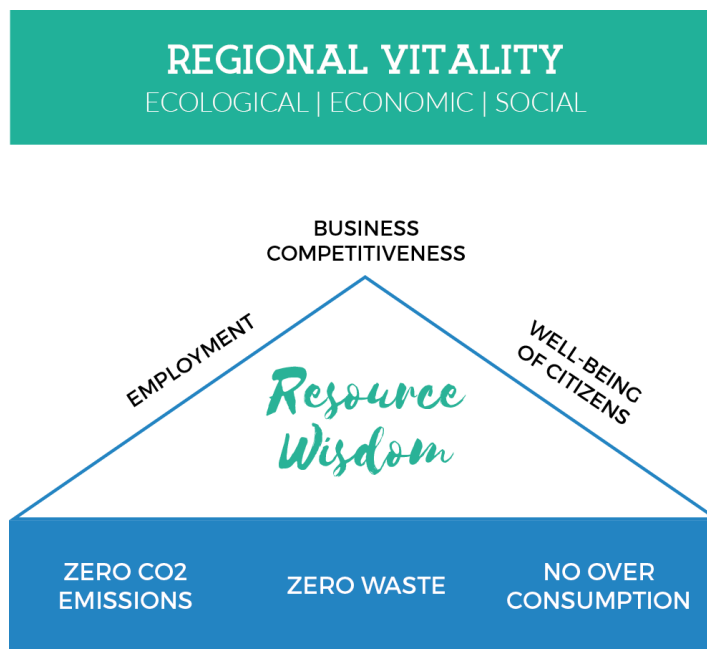 REGIONAL VITALITY
ECOLOGICAL | ECONOMIC | SOCIAL
BUSINESS
COMPETITIVENESS
EMPLOYMENT
WELL-BEING
OF CITIZENS
Resource
Wisdom
ZERO CO2
EMISSIONS
ZERO WASTE
NO OVER
CONSUMPTION